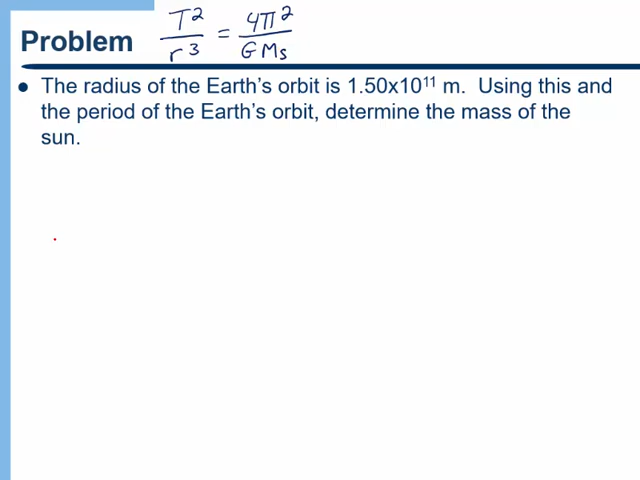 Problem T²/r³ = 4π²/GMs
The radius of the Earth's orbit is 1.50x10¹¹ m. Using this and
the period of the Earth's orbit, determine the mass of the
sun.